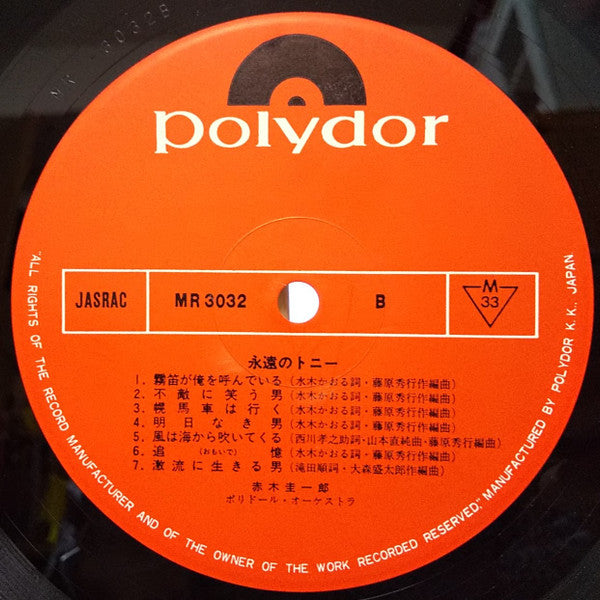 MR 3032B
polydor
JASRAC
MR 3032
B
M
33
永遠のトニー
1. 霧笛が俺を呼んでいる (水木かおる詞・藤原秀行作編曲)
2. 不敵に笑う男 (水木かおる詞・藤原秀行作編曲)
3. 幌馬車は行く (水木かおる詞・藤原秀行作編曲)
4. 明日なき男 (水木かおる詞・藤原秀行作編曲)
5. 風は海から吹いてくる (西川孝之助詞・山本直純曲・藤原秀行編曲)
6. 追憶 (おもいで) (水木かおる詞・藤原秀行作編曲)
7. 激流に生きる男 (滝田順詞・大森盛太郎作編曲)
赤木圭一郎
ポリドール・オーケストラ
"ALL RIGHTS OF THE RECORD MANUFACTURER AND OF THE OWNER OF THE WORK RECORDED RESERVED," MANUFACTURED BY POLYDOR K.K., JAPAN.